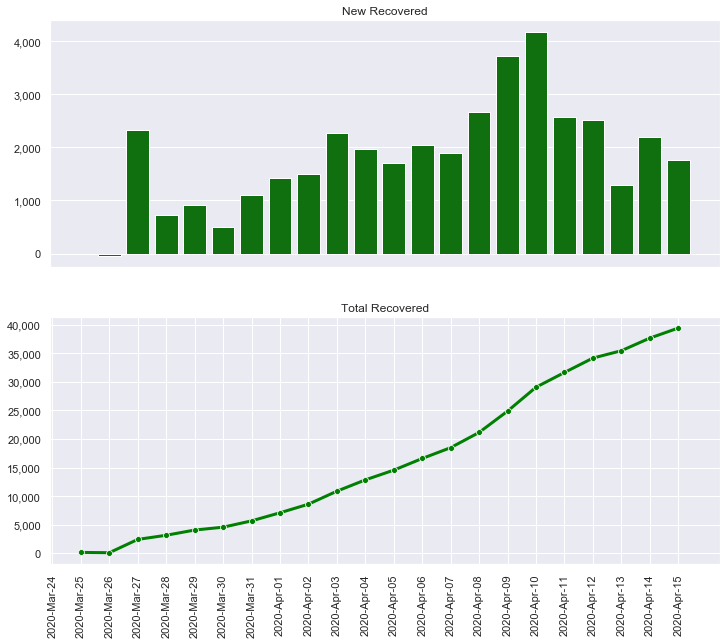 New Recovered
4,000
3,000
2,000
1,000
0
Total Recovered
40,000
35,000
30,000
25,000
20,000
15,000
10,000
5,000
0
2020-Mar-24
2020-Mar-25
2020-Mar-26
2020-Mar-27
2020-Mar-28
2020-Mar-29
2020-Mar-30
2020-Mar-31
2020-Apr-01
2020-Apr-02
2020-Apr-03
2020-Apr-04
2020-Apr-05
2020-Apr-06
2020-Apr-07
2020-Apr-08
2020-Apr-09
2020-Apr-10
2020-Apr-11
2020-Apr-12
2020-Apr-13
2020-Apr-14
2020-Apr-15